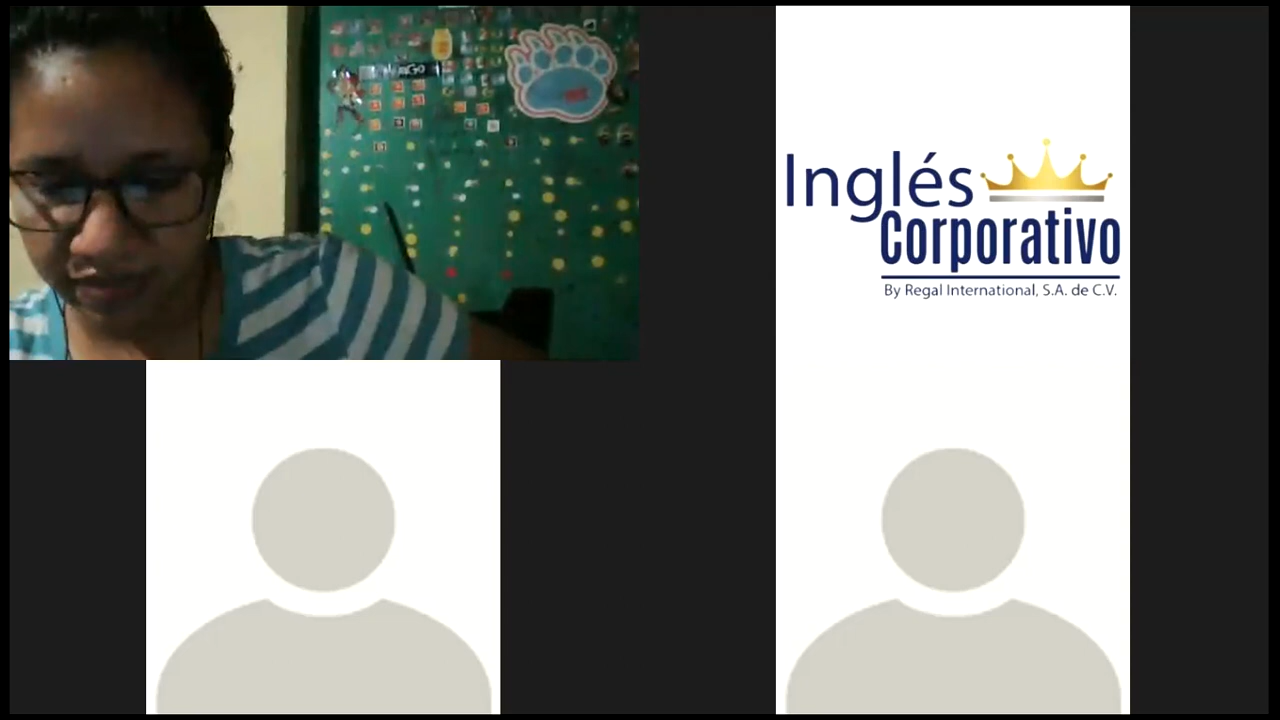 Inglés
Corporativo
By Regal International, S.A. de C.V.